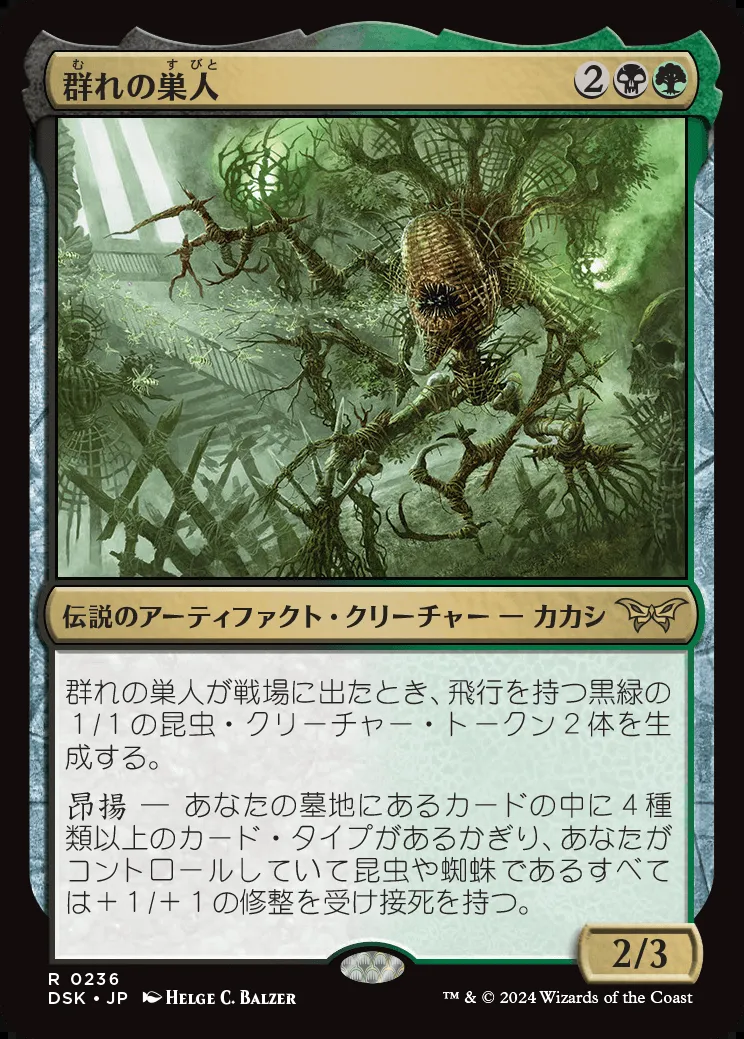 む すびと
群れの巣人 2
伝説のアーティファクト・クリーチャー — カカシ
群れの巣人が戦場に出たとき、飛行を持つ黒緑の
1/1の昆虫・クリーチャー・トークン2体を生
成する。
昂揚 — あなたの墓地にあるカードの中に4種
類以上のカード・タイプがあるかぎり、あなたが
コントロールしていて昆虫や蜘蛛であるすべて
は+1/+1の修整を受け接死を持つ。
2/3
R 0236
DSK • JP HELGE C. BALZER
™ & © 2024 Wizards of the Coast